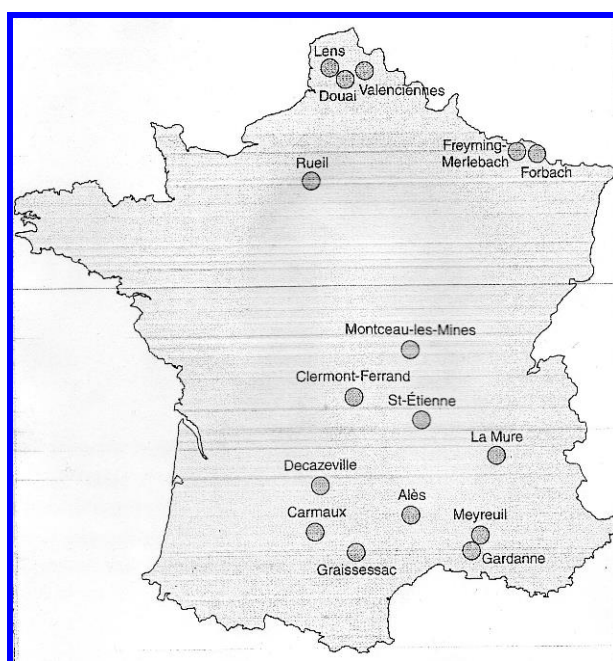 Lens
Douai
Valenciennes
Freyming-
Merlebach
Forbach
Rueil
Montceau-les-Mines
Clermont-Ferrand
St-Étienne
La Mure
Decazeville
Alès
Carmaux
Meyreuil
Gardanne
Graissessac